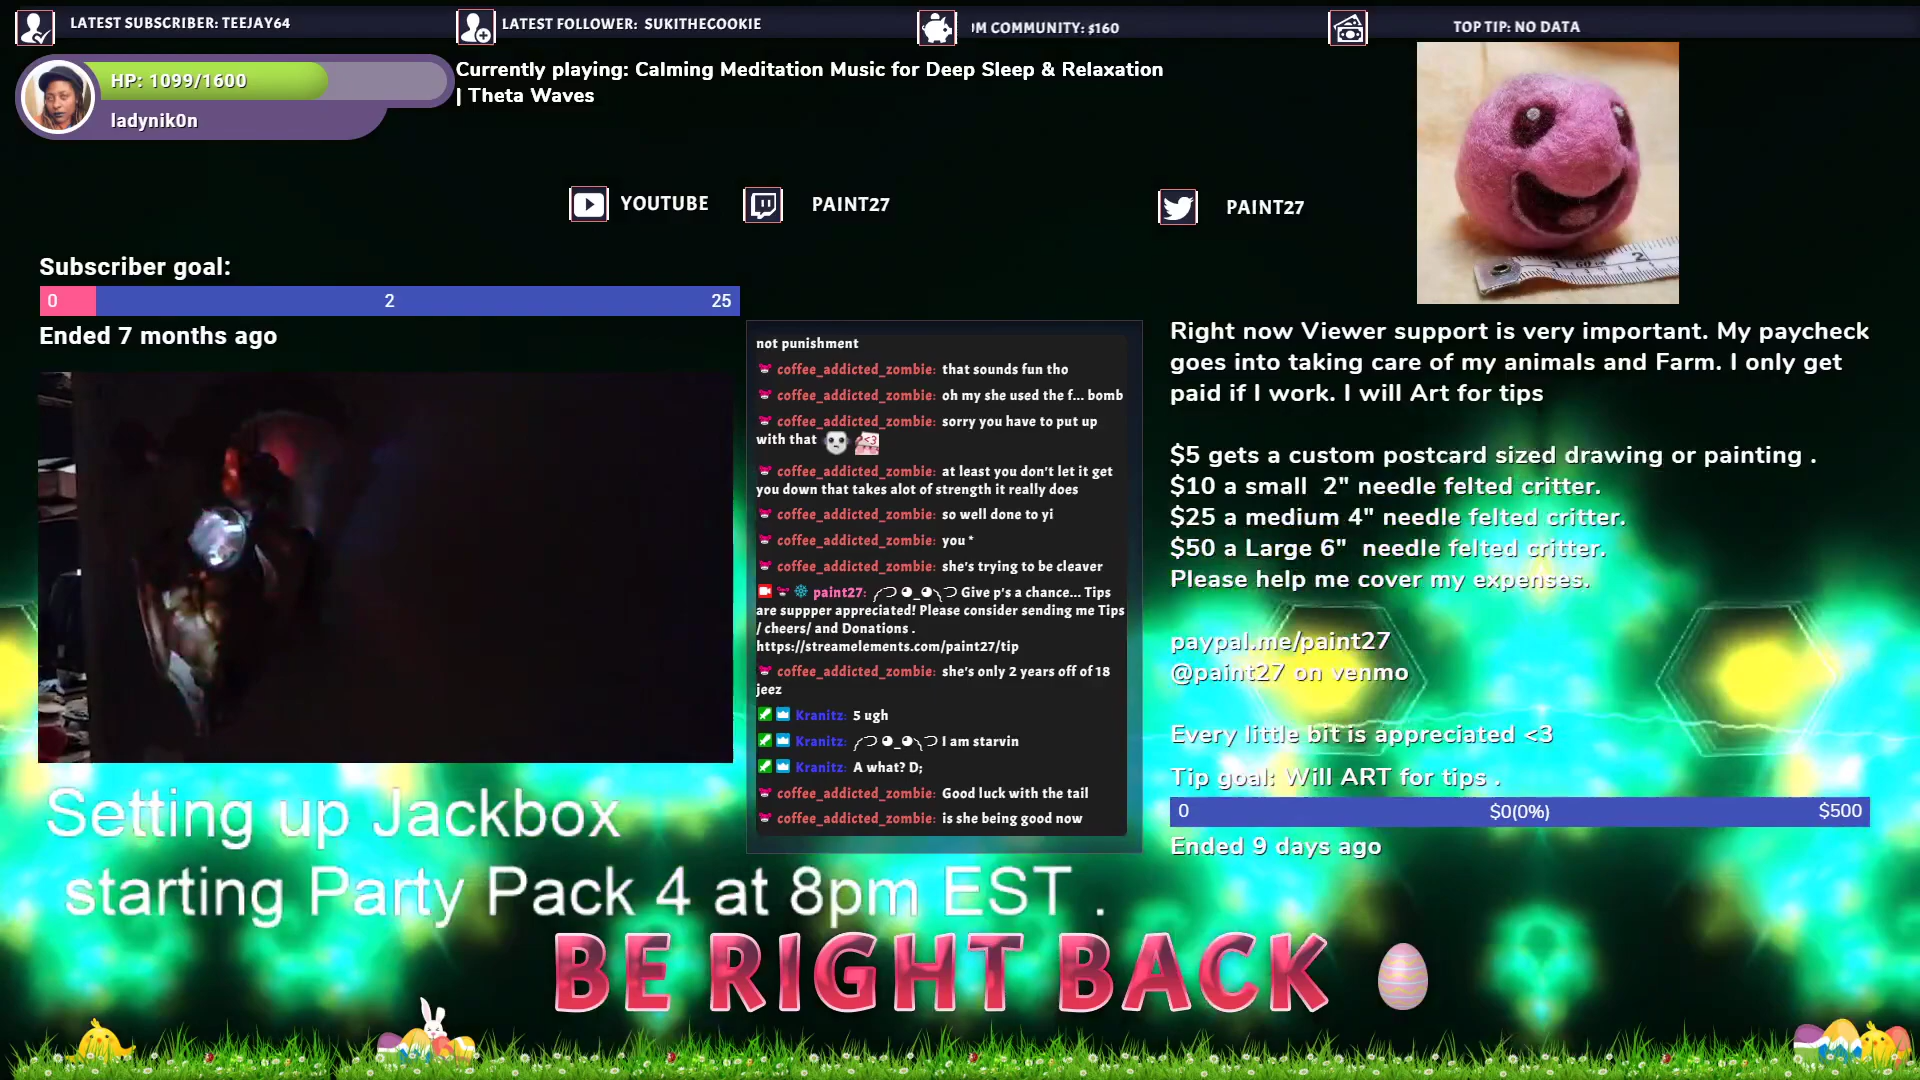 LATEST SUBSCRIBER: TEEJAY64
LATEST FOLLOWER: SUKITHECOOKIE
COMMUNITY: $160
TOP TIP: NO DATA
HP: 1099/1600
ladynik0n
Currently playing: Calming Meditation Music for Deep Sleep & Relaxation
| Theta Waves
YOUTUBE
PAINT27
PAINT27
Subscriber goal:
0 2 25
Ended 7 months ago
not punishment
coffee_addicted_zombie: that sounds fun tho
coffee_addicted_zombie: oh my she used the f... bomb
coffee_addicted_zombie: sorry you have to put up
with that
coffee_addicted_zombie: at least you don't let it get
you down that takes alot of strength it really does
coffee_addicted_zombie: so well done to yi
coffee_addicted_zombie: you *
coffee_addicted_zombie: she's trying to be cleaver
paint27: Give p's a chance... Tips
are suppper appreciated! Please consider sending me Tips
/ cheers/ and Donations .
https://streamelements.com/paint27/tip
coffee_addicted_zombie: she's only 2 years off of 18
jeez
Kranitz: 5 ugh
Kranitz: I am starvin
Kranitz: A what? D;
coffee_addicted_zombie: Good luck with the tail
coffee_addicted_zombie: is she being good now
Right now Viewer support is very important. My paycheck
goes into taking care of my animals and Farm. I only get
paid if I work. I will Art for tips
$5 gets a custom postcard sized drawing or painting .
$10 a small 2" needle felted critter.
$25 a medium 4" needle felted critter.
$50 a Large 6" needle felted critter.
Please help me cover my expenses.
paypal.me/paint27
@paint27 on venmo
Every little bit is appreciated <3
Tip goal: Will ART for tips .
0 $0(0%) $500
Ended 9 days ago
Setting up Jackbox
starting Party Pack 4 at 8pm EST .
BE RIGHT BACK